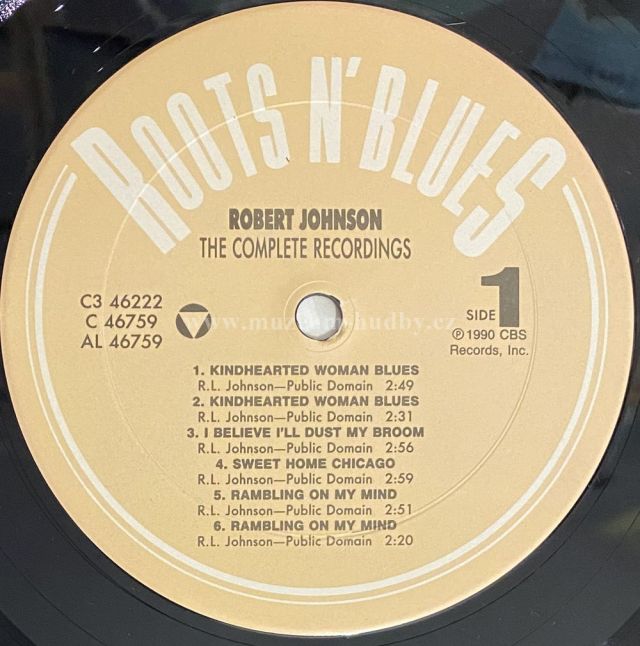 ROOTS N' BLUES
ROBERT JOHNSON
THE COMPLETE RECORDINGS
C3 46222
C 46759
AL 46759
SIDE 1
℗ 1990 CBS
Records, Inc.
www.muzeumhudby.cz
1. KINDHEARTED WOMAN BLUES
R.L. Johnson—Public Domain 2:49
2. KINDHEARTED WOMAN BLUES
R.L. Johnson—Public Domain 2:31
3. I BELIEVE I'LL DUST MY BROOM
R.L. Johnson—Public Domain 2:56
4. SWEET HOME CHICAGO
R.L. Johnson—Public Domain 2:59
5. RAMBLING ON MY MIND
R.L. Johnson—Public Domain 2:51
6. RAMBLING ON MY MIND
R.L. Johnson—Public Domain 2:20